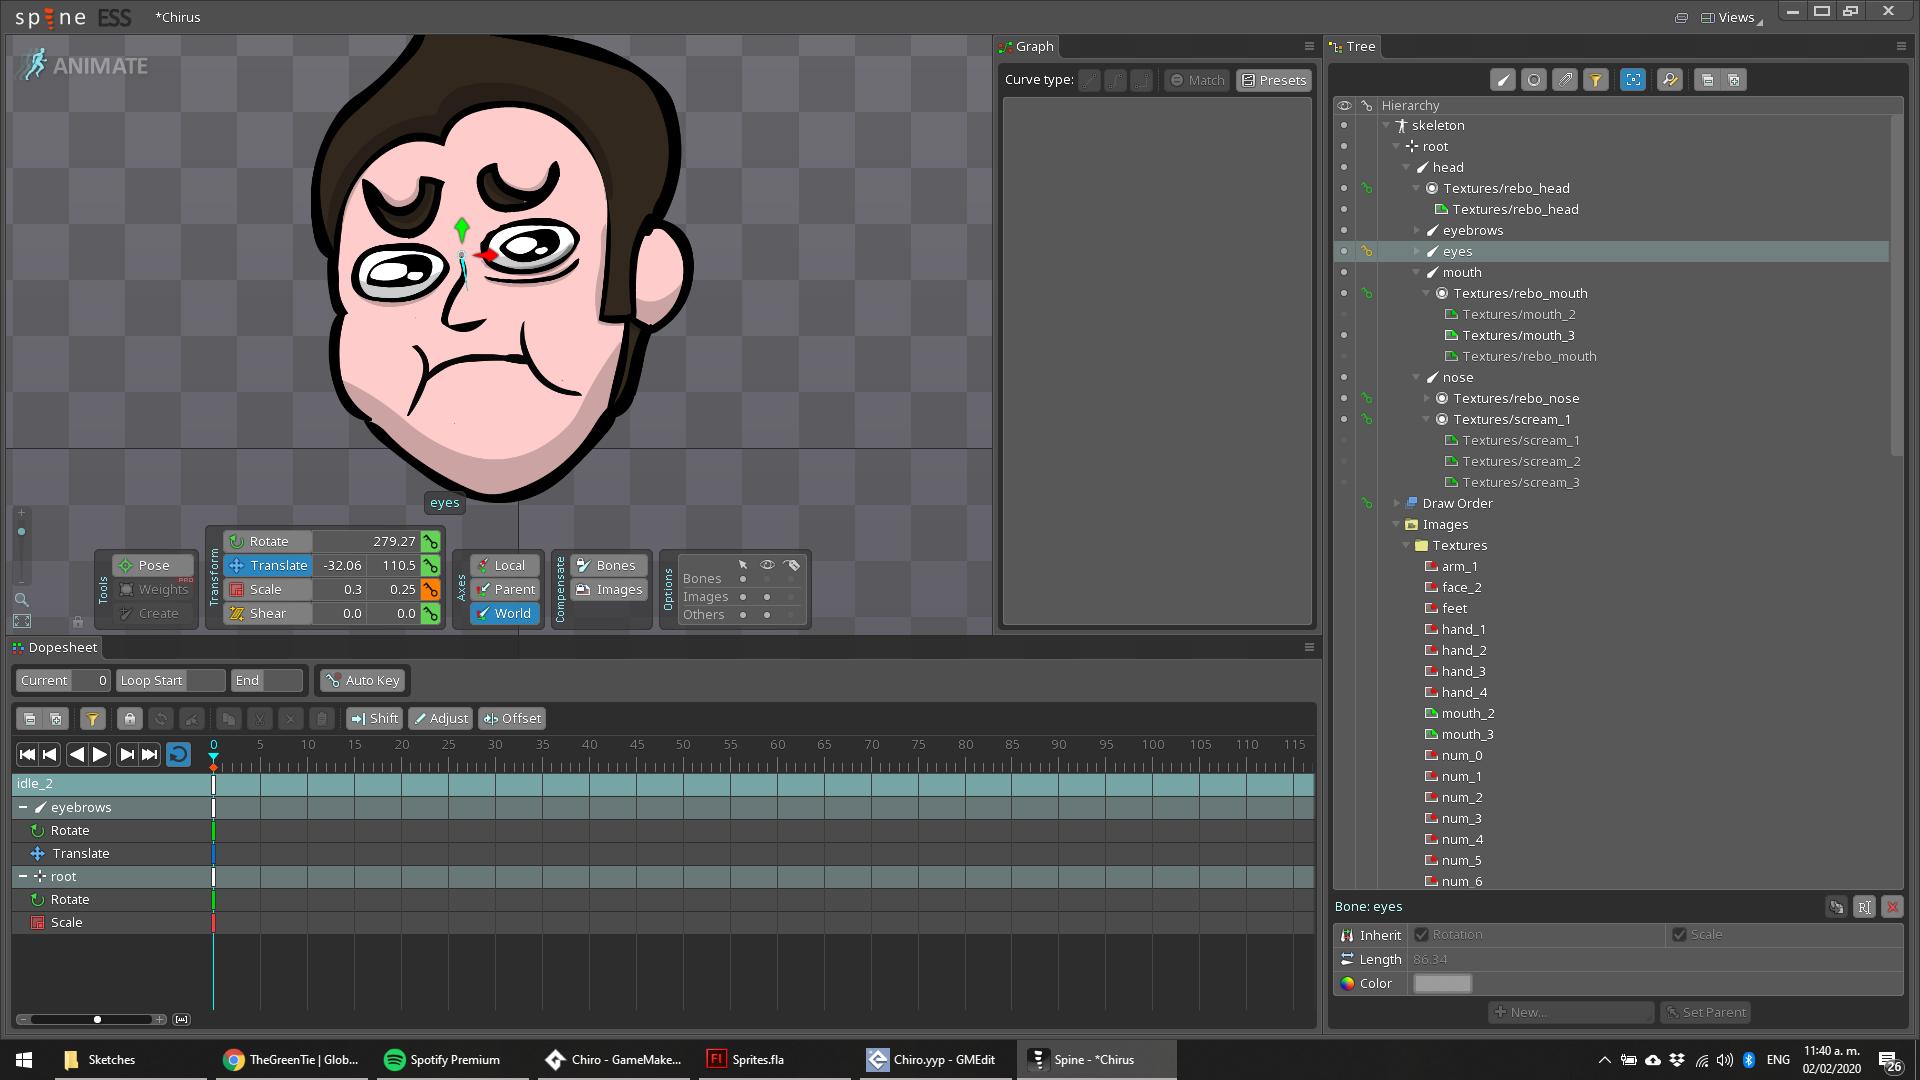 spine ESS *Chirus Views
ANIMATE
Graph
Curve type: Match Presets
eyes
Tools
Pose
Weights PRO
Create
Transform
Rotate 279.27
Translate -32.06 110.5
Scale 0.3 0.25
Shear 0.0 0.0
Axes
Local
Parent
World
Compensate
Bones
Images
Options
Bones
Images
Others
Tree
Hierarchy
skeleton
root
head
Textures/rebo_head
Textures/rebo_head
eyebrows
eyes
mouth
Textures/rebo_mouth
Textures/mouth_2
Textures/mouth_3
Textures/rebo_mouth
nose
Textures/rebo_nose
Textures/scream_1
Textures/scream_1
Textures/scream_2
Textures/scream_3
Draw Order
Images
Textures
arm_1
face_2
feet
hand_1
hand_2
hand_3
hand_4
mouth_2
mouth_3
num_0
num_1
num_2
num_3
num_4
num_5
num_6
Bone: eyes
Inherit Rotation Scale
Length 86.34
Color
New... Set Parent
Dopesheet
Current 0 Loop Start End Auto Key
Shift Adjust Offset
0 5 10 15 20 25 30 35 40 45 50 55 60 65 70 75 80 85 90 95 100 105 110 115
idle_2
eyebrows
Rotate
Translate
root
Rotate
Scale
Sketches TheGreenTie | Glob... Spotify Premium Chiro - GameMake... Sprites.fla Chiro.yyp - GMEdit Spine - *Chirus ENG 11:40 a. m.
02/02/2020 26